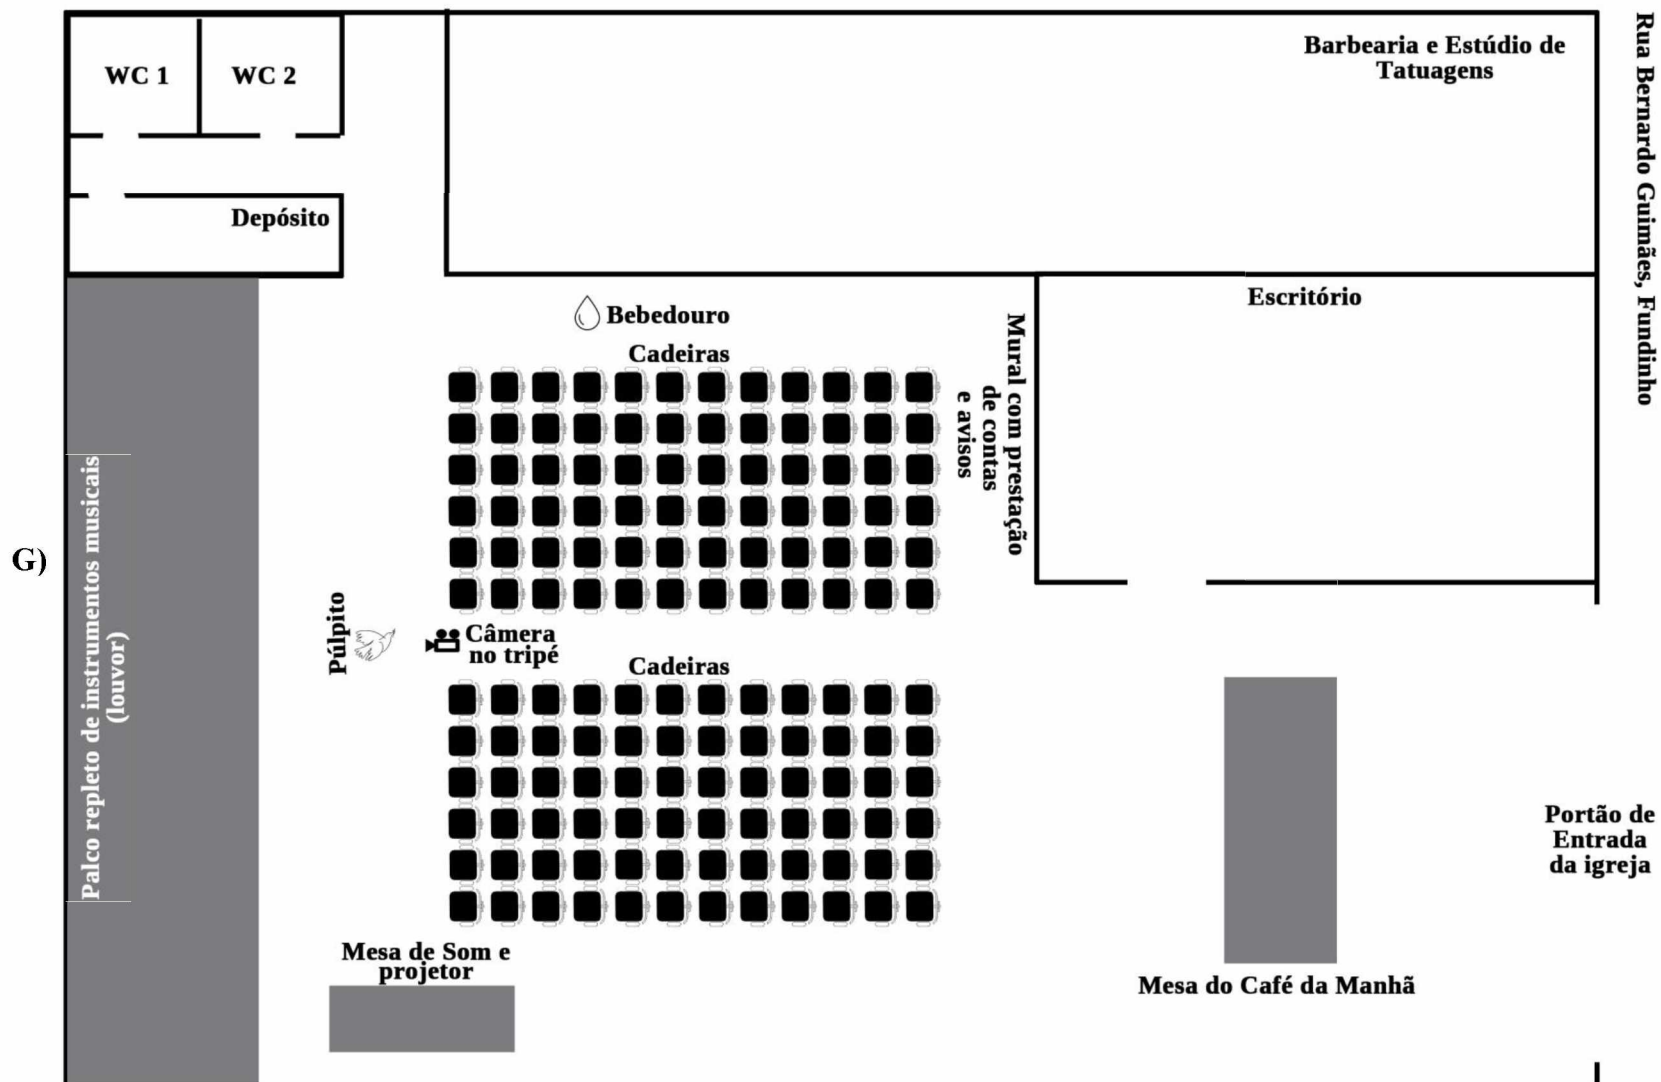 WC 1
WC 2
Barbearia e Estúdio de
Tatuagens
Rua Bernardo Guimães, Fundinho
Depósito
Escritório
Bebedouro
Cadeiras
Mural com prestação
de contas
e avisos
G)
Palco repleto de instrumentos musicais
(louvor)
Púlpito
Câmera
no tripé
Cadeiras
Portão de
Entrada
da igreja
Mesa de Som e
projetor
Mesa do Café da Manhã